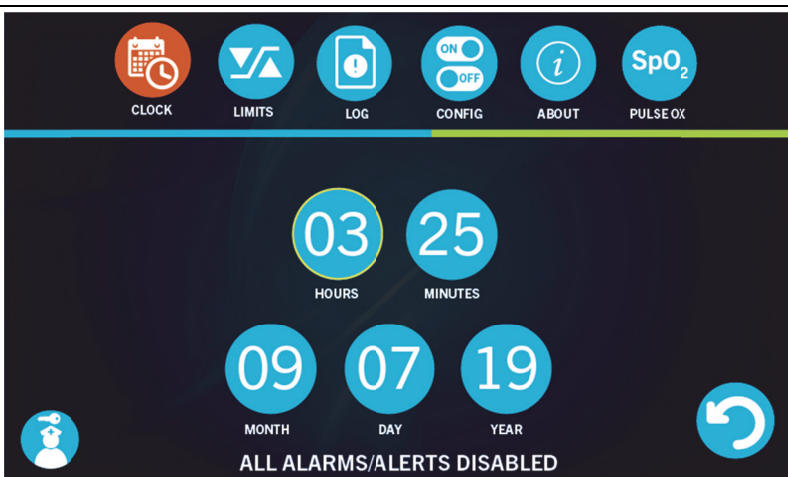 ON
OFF
i
SpO₂
CLOCK
LIMITS
LOG
CONFIG
ABOUT
PULSE OX
03
25
HOURS
MINUTES
09
07
19
MONTH
DAY
YEAR
ALL ALARMS/ALERTS DISABLED